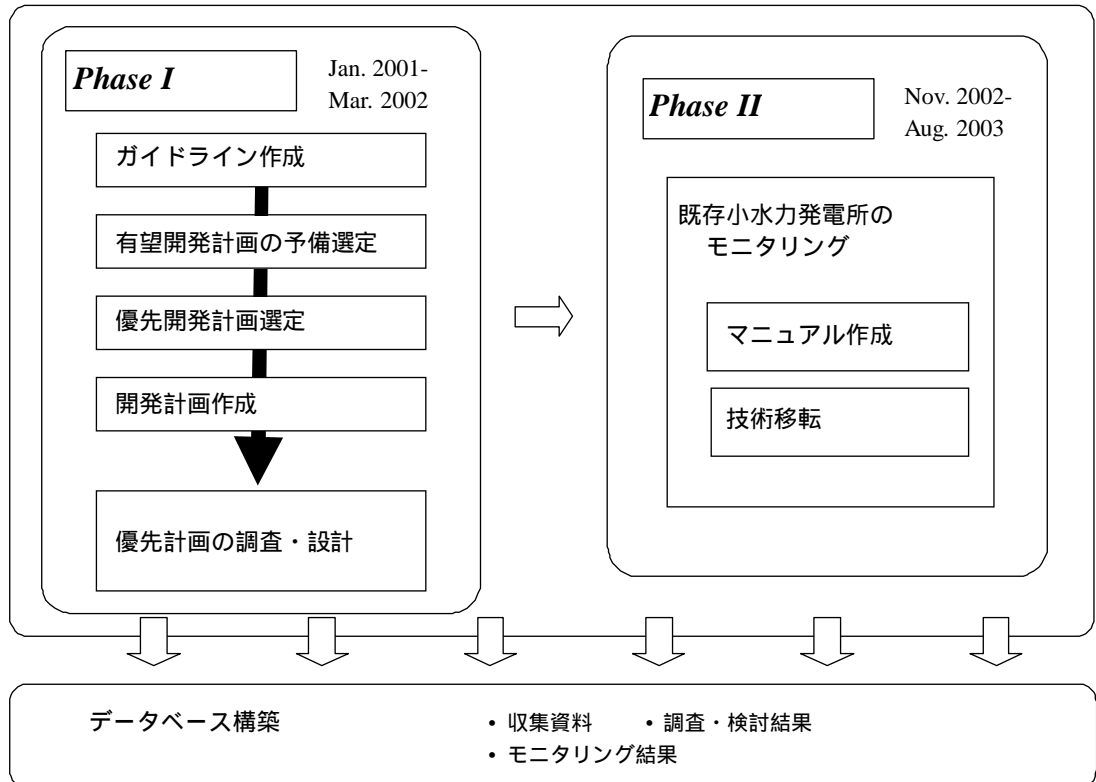 Phase I
Jan. 2001-
Mar. 2002
ガイドライン作成
有望開発計画の予備選定
優先開発計画選定
開発計画作成
優先計画の調査・設計
Phase II
Nov. 2002-
Aug. 2003
既存小水力発電所の
モニタリング
マニュアル作成
技術移転
データベース構築
• 収集資料 • 調査・検討結果
• モニタリング結果